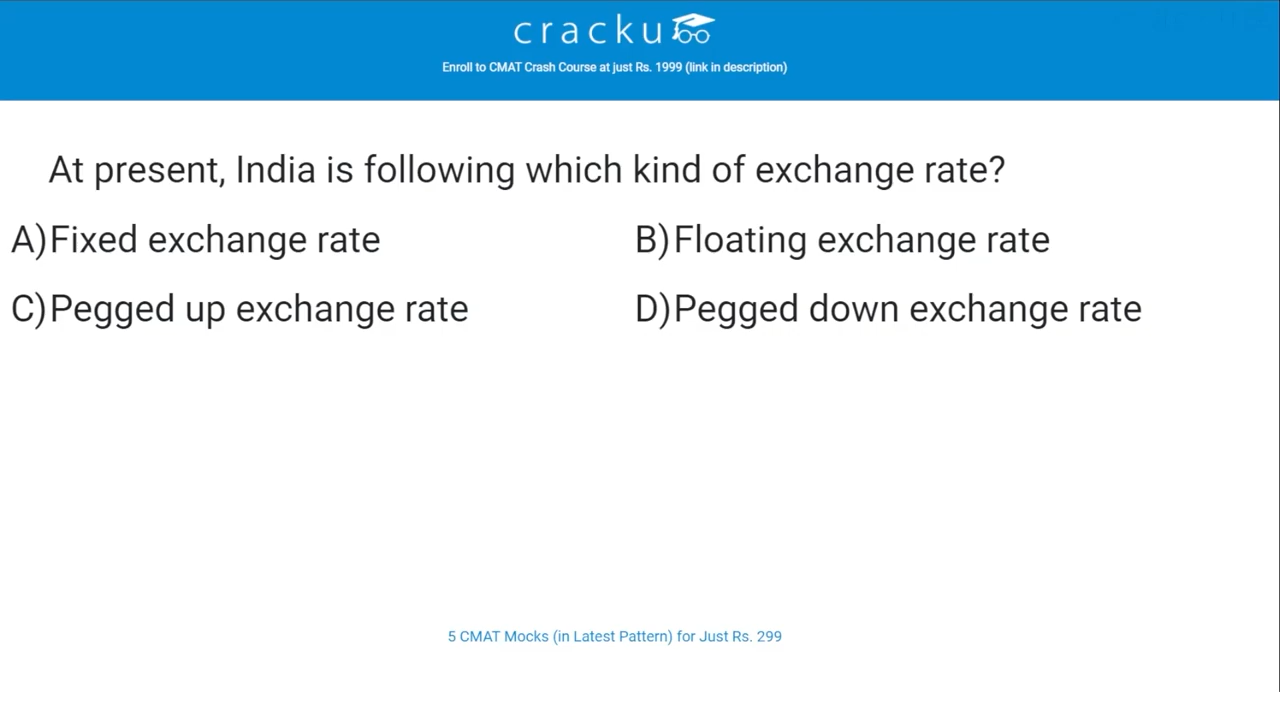 cracku
Enroll to CMAT Crash Course at just Rs. 1999 (link in description)
At present, India is following which kind of exchange rate?
A)Fixed exchange rate
B)Floating exchange rate
C)Pegged up exchange rate
D)Pegged down exchange rate
5 CMAT Mocks (in Latest Pattern) for Just Rs. 299